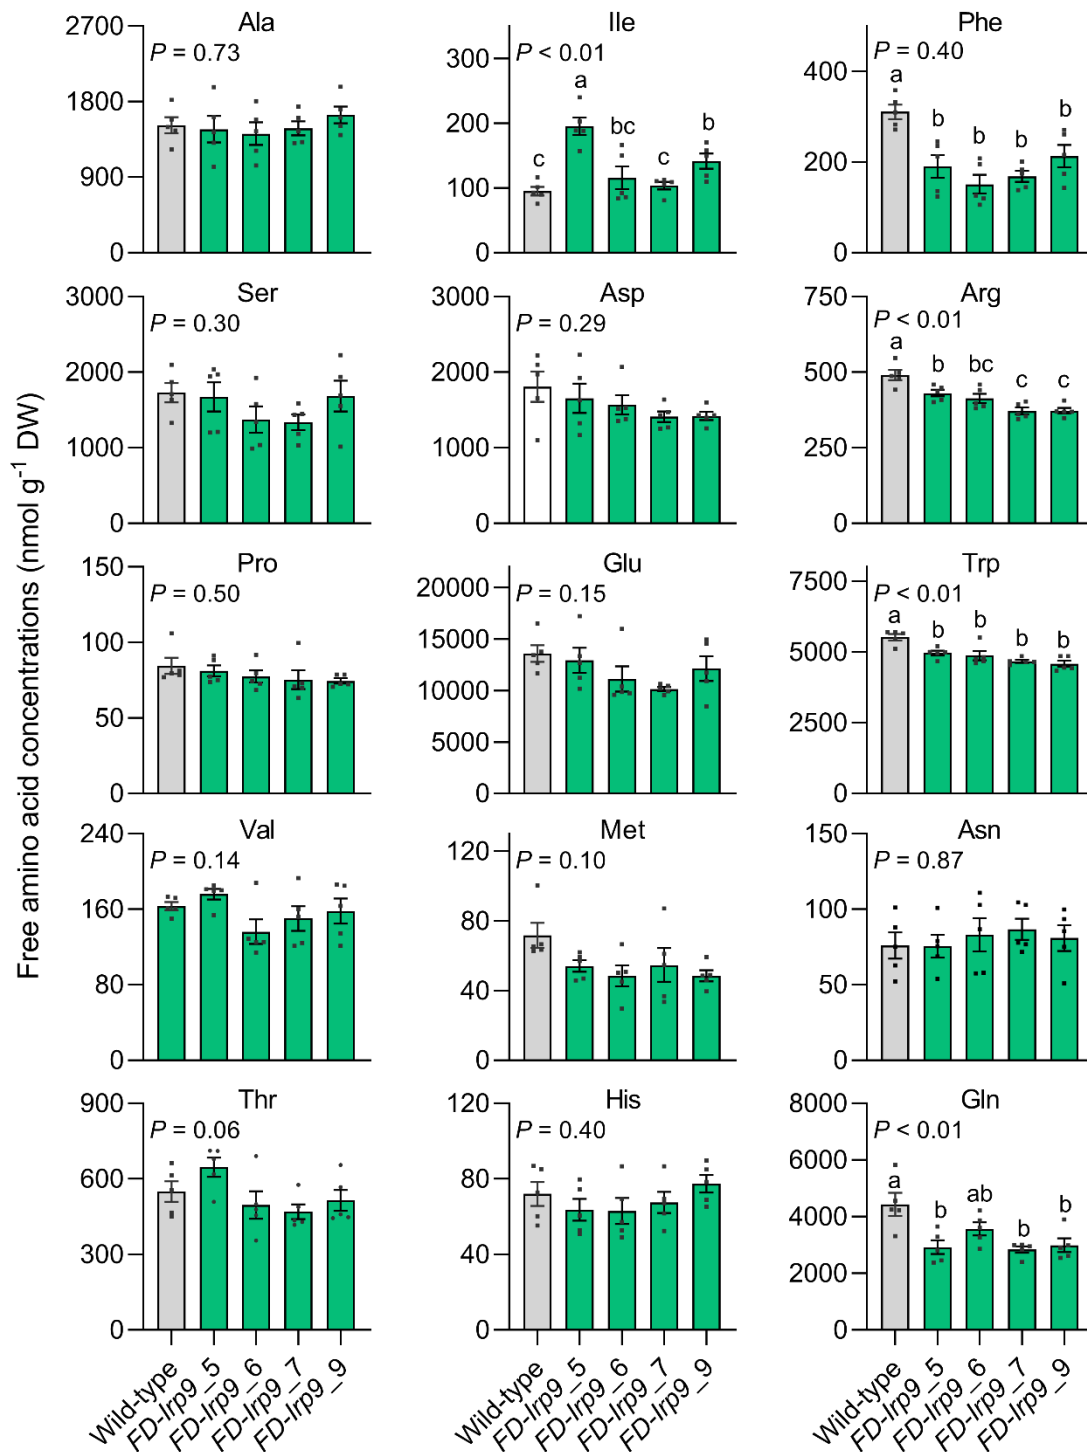 Free amino acid concentrations (nmol g⁻¹ DW)
Ala
P = 0.73
2700
1800
900
0
Ile
P < 0.01
300
200
100
0
c
a
bc
c
b
Phe
P = 0.40
400
200
0
a
b
b
b
b
Ser
P = 0.30
3000
2000
1000
0
Asp
P = 0.29
3000
2000
1000
0
Arg
P < 0.01
750
500
250
0
a
b
bc
c
c
Pro
P = 0.50
150
100
50
0
Glu
P = 0.15
20000
15000
10000
5000
0
Trp
P < 0.01
7500
5000
2500
0
a
b
b
b
b
Val
P = 0.14
240
160
80
0
Met
P = 0.10
120
80
40
0
Asn
P = 0.87
150
100
50
0
Thr
P = 0.06
900
600
300
0
His
P = 0.40
120
80
40
0
Gln
P < 0.01
8000
6000
4000
2000
0
a
b
ab
b
b
Wild-type
FD-lrp9_5
FD-lrp9_6
FD-lrp9_7
FD-lrp9_9
Wild-type
FD-lrp9_5
FD-lrp9_6
FD-lrp9_7
FD-lrp9_9
Wild-type
FD-lrp9_5
FD-lrp9_6
FD-lrp9_7
FD-lrp9_9